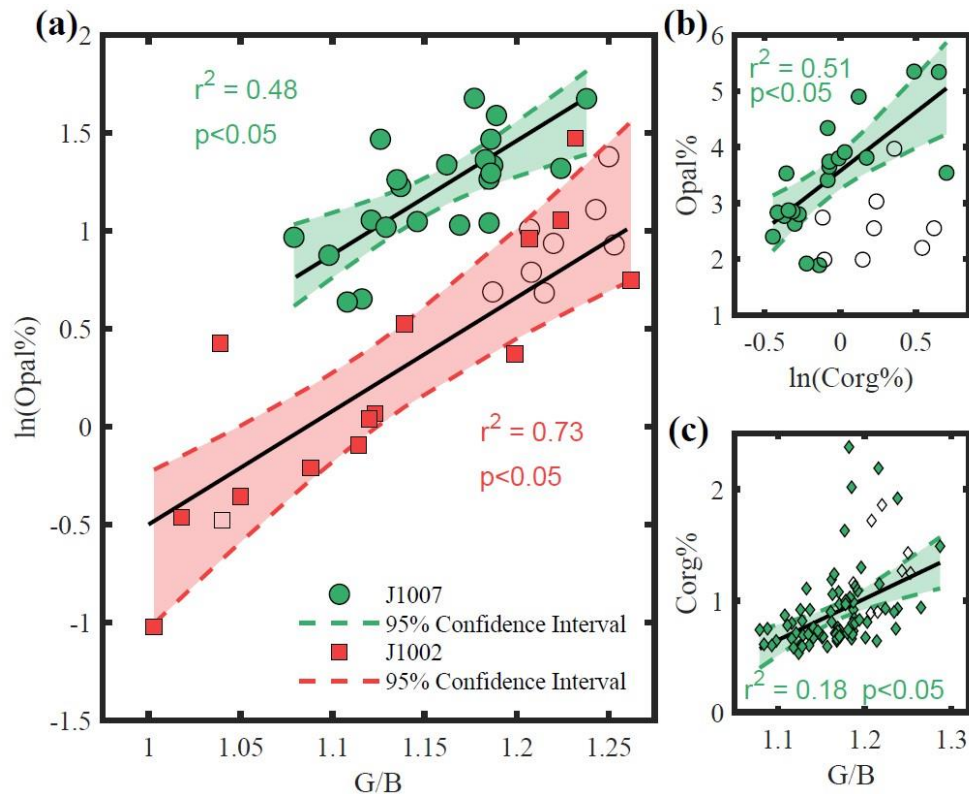 (a)
r² = 0.48
p<0.05
r² = 0.73
p<0.05
J1007
95% Confidence Interval
J1002
95% Confidence Interval
ln(Opal%)
2
1.5
1
0.5
0
-0.5
-1
-1.5
1
1.05
1.1
1.15
1.2
1.25
G/B
(b)
r² = 0.51
p<0.05
Opal%
6
5
4
3
2
1
-0.5
0
0.5
ln(Corg%)
(c)
Corg%
2
1
0
r² = 0.18 p<0.05
1.1
1.2
1.3
G/B